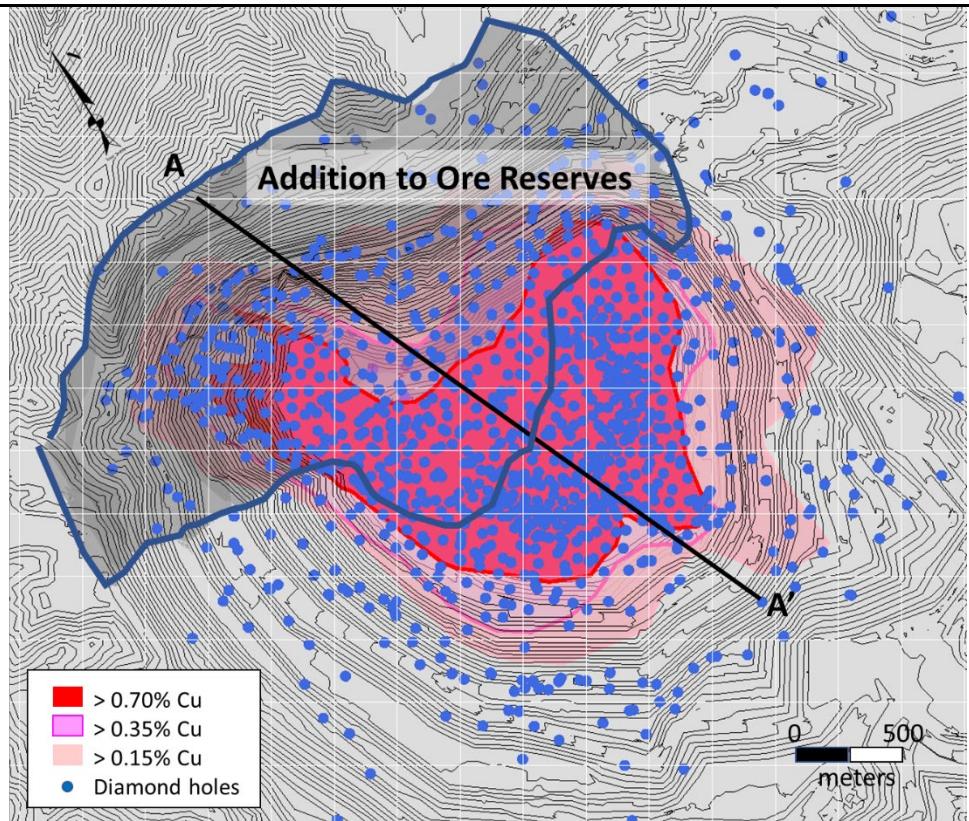 A
Addition to Ore Reserves
A’
> 0.70% Cu
> 0.35% Cu
> 0.15% Cu
Diamond holes
0 500
meters